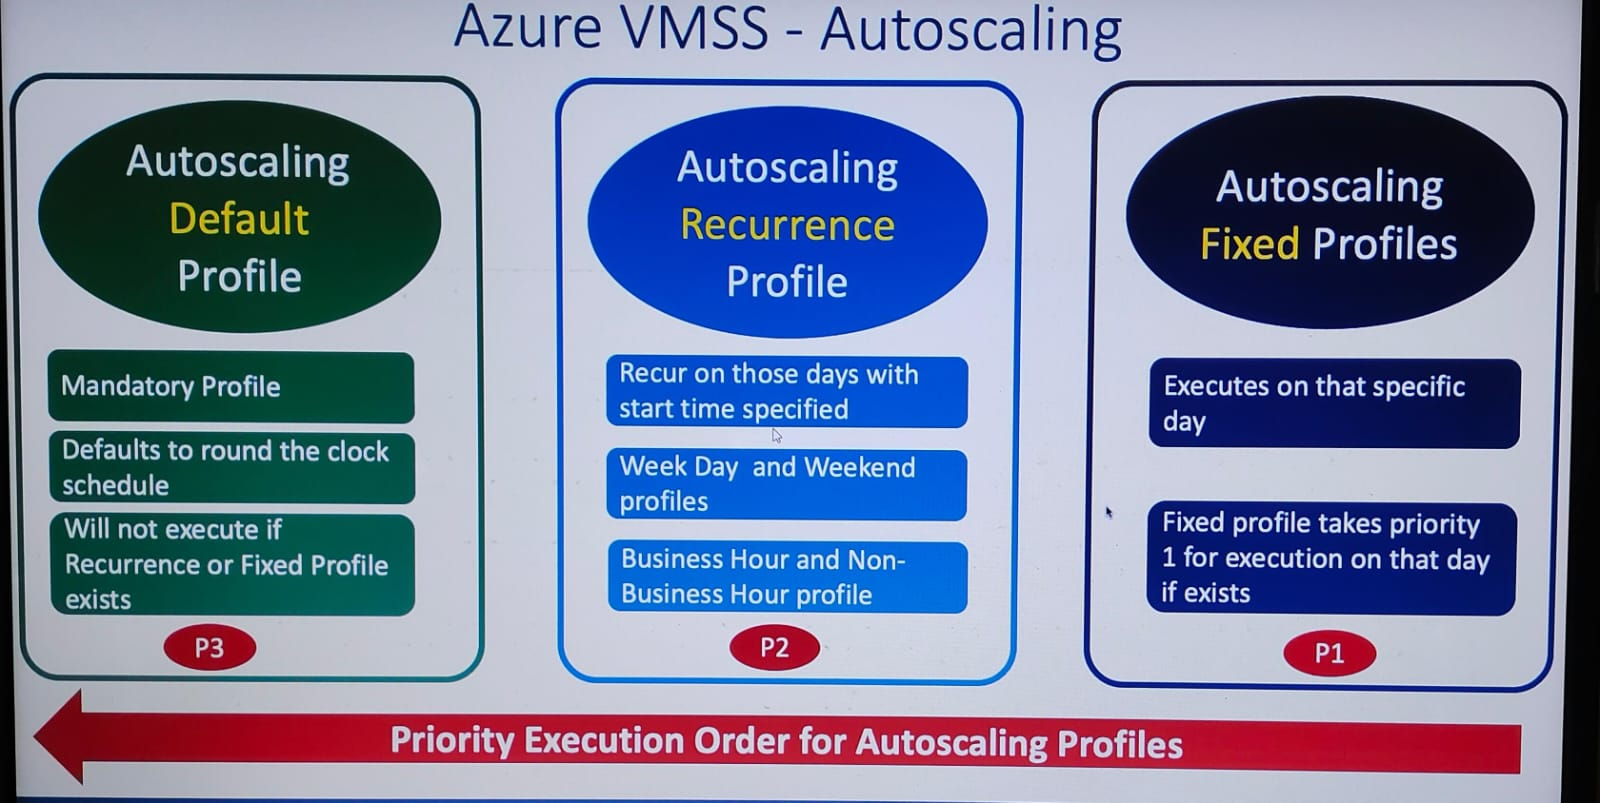 Azure VMSS - Autoscaling
Autoscaling
Default
Profile
Mandatory Profile
Defaults to round the clock
schedule
Will not execute if
Recurrence or Fixed Profile
exists
P3
Autoscaling
Recurrence
Profile
Recur on those days with
start time specified
Week Day and Weekend
profiles
Business Hour and Non-
Business Hour profile
P2
Autoscaling
Fixed Profiles
Executes on that specific
day
Fixed profile takes priority
1 for execution on that day
if exists
P1
Priority Execution Order for Autoscaling Profiles